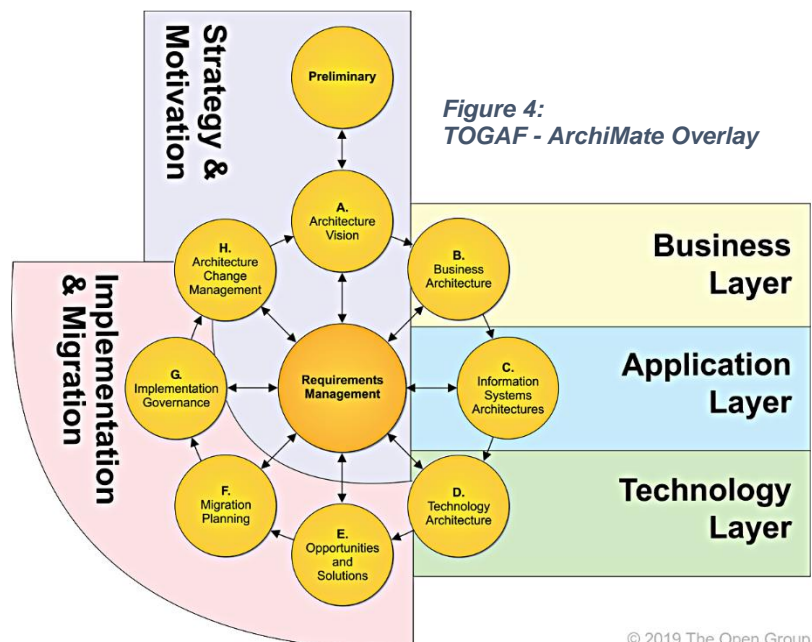 Strategy &
Motivation
Preliminary
Figure 4:
TOGAF - ArchiMate Overlay
A.
Architecture
Vision
H.
Architecture
Change
Management
B.
Business
Architecture
Business
Layer
Implementation
& Migration
G.
Implementation
Governance
Requirements
Management
C.
Information
Systems
Architectures
Application
Layer
F.
Migration
Planning
E.
Opportunities
and
Solutions
D.
Technology
Architecture
Technology
Layer
© 2019 The Open Group